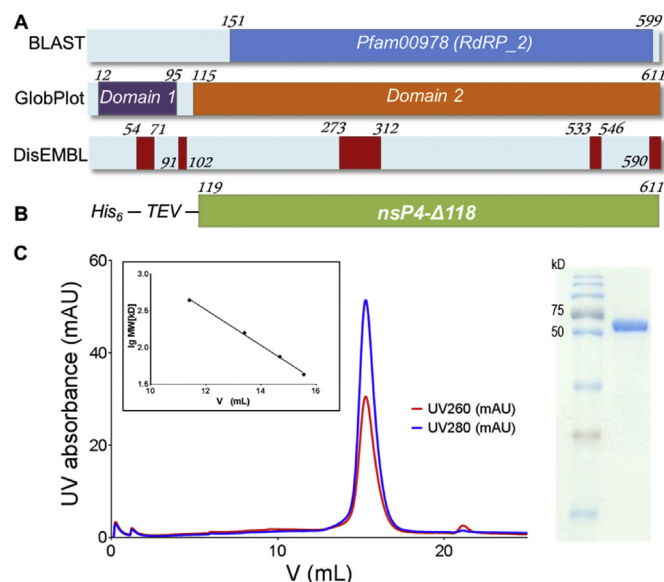 A
BLAST
151
599
Pfam00978 (RdRP_2)
GlobPlot
12
95
115
611
Domain 1
Domain 2
DisEMBL
54
71
91
102
273
312
533
546
590
B
His6 – TEV
119
611
nsP4-Δ118
C
UV absorbance (mAU)
60
40
20
0
lg MW[kD]
3.0
2.5
2.0
1.5
10
12
14
16
V (mL)
UV260 (mAU)
UV280 (mAU)
0
10
20
V (mL)
kD
75
50